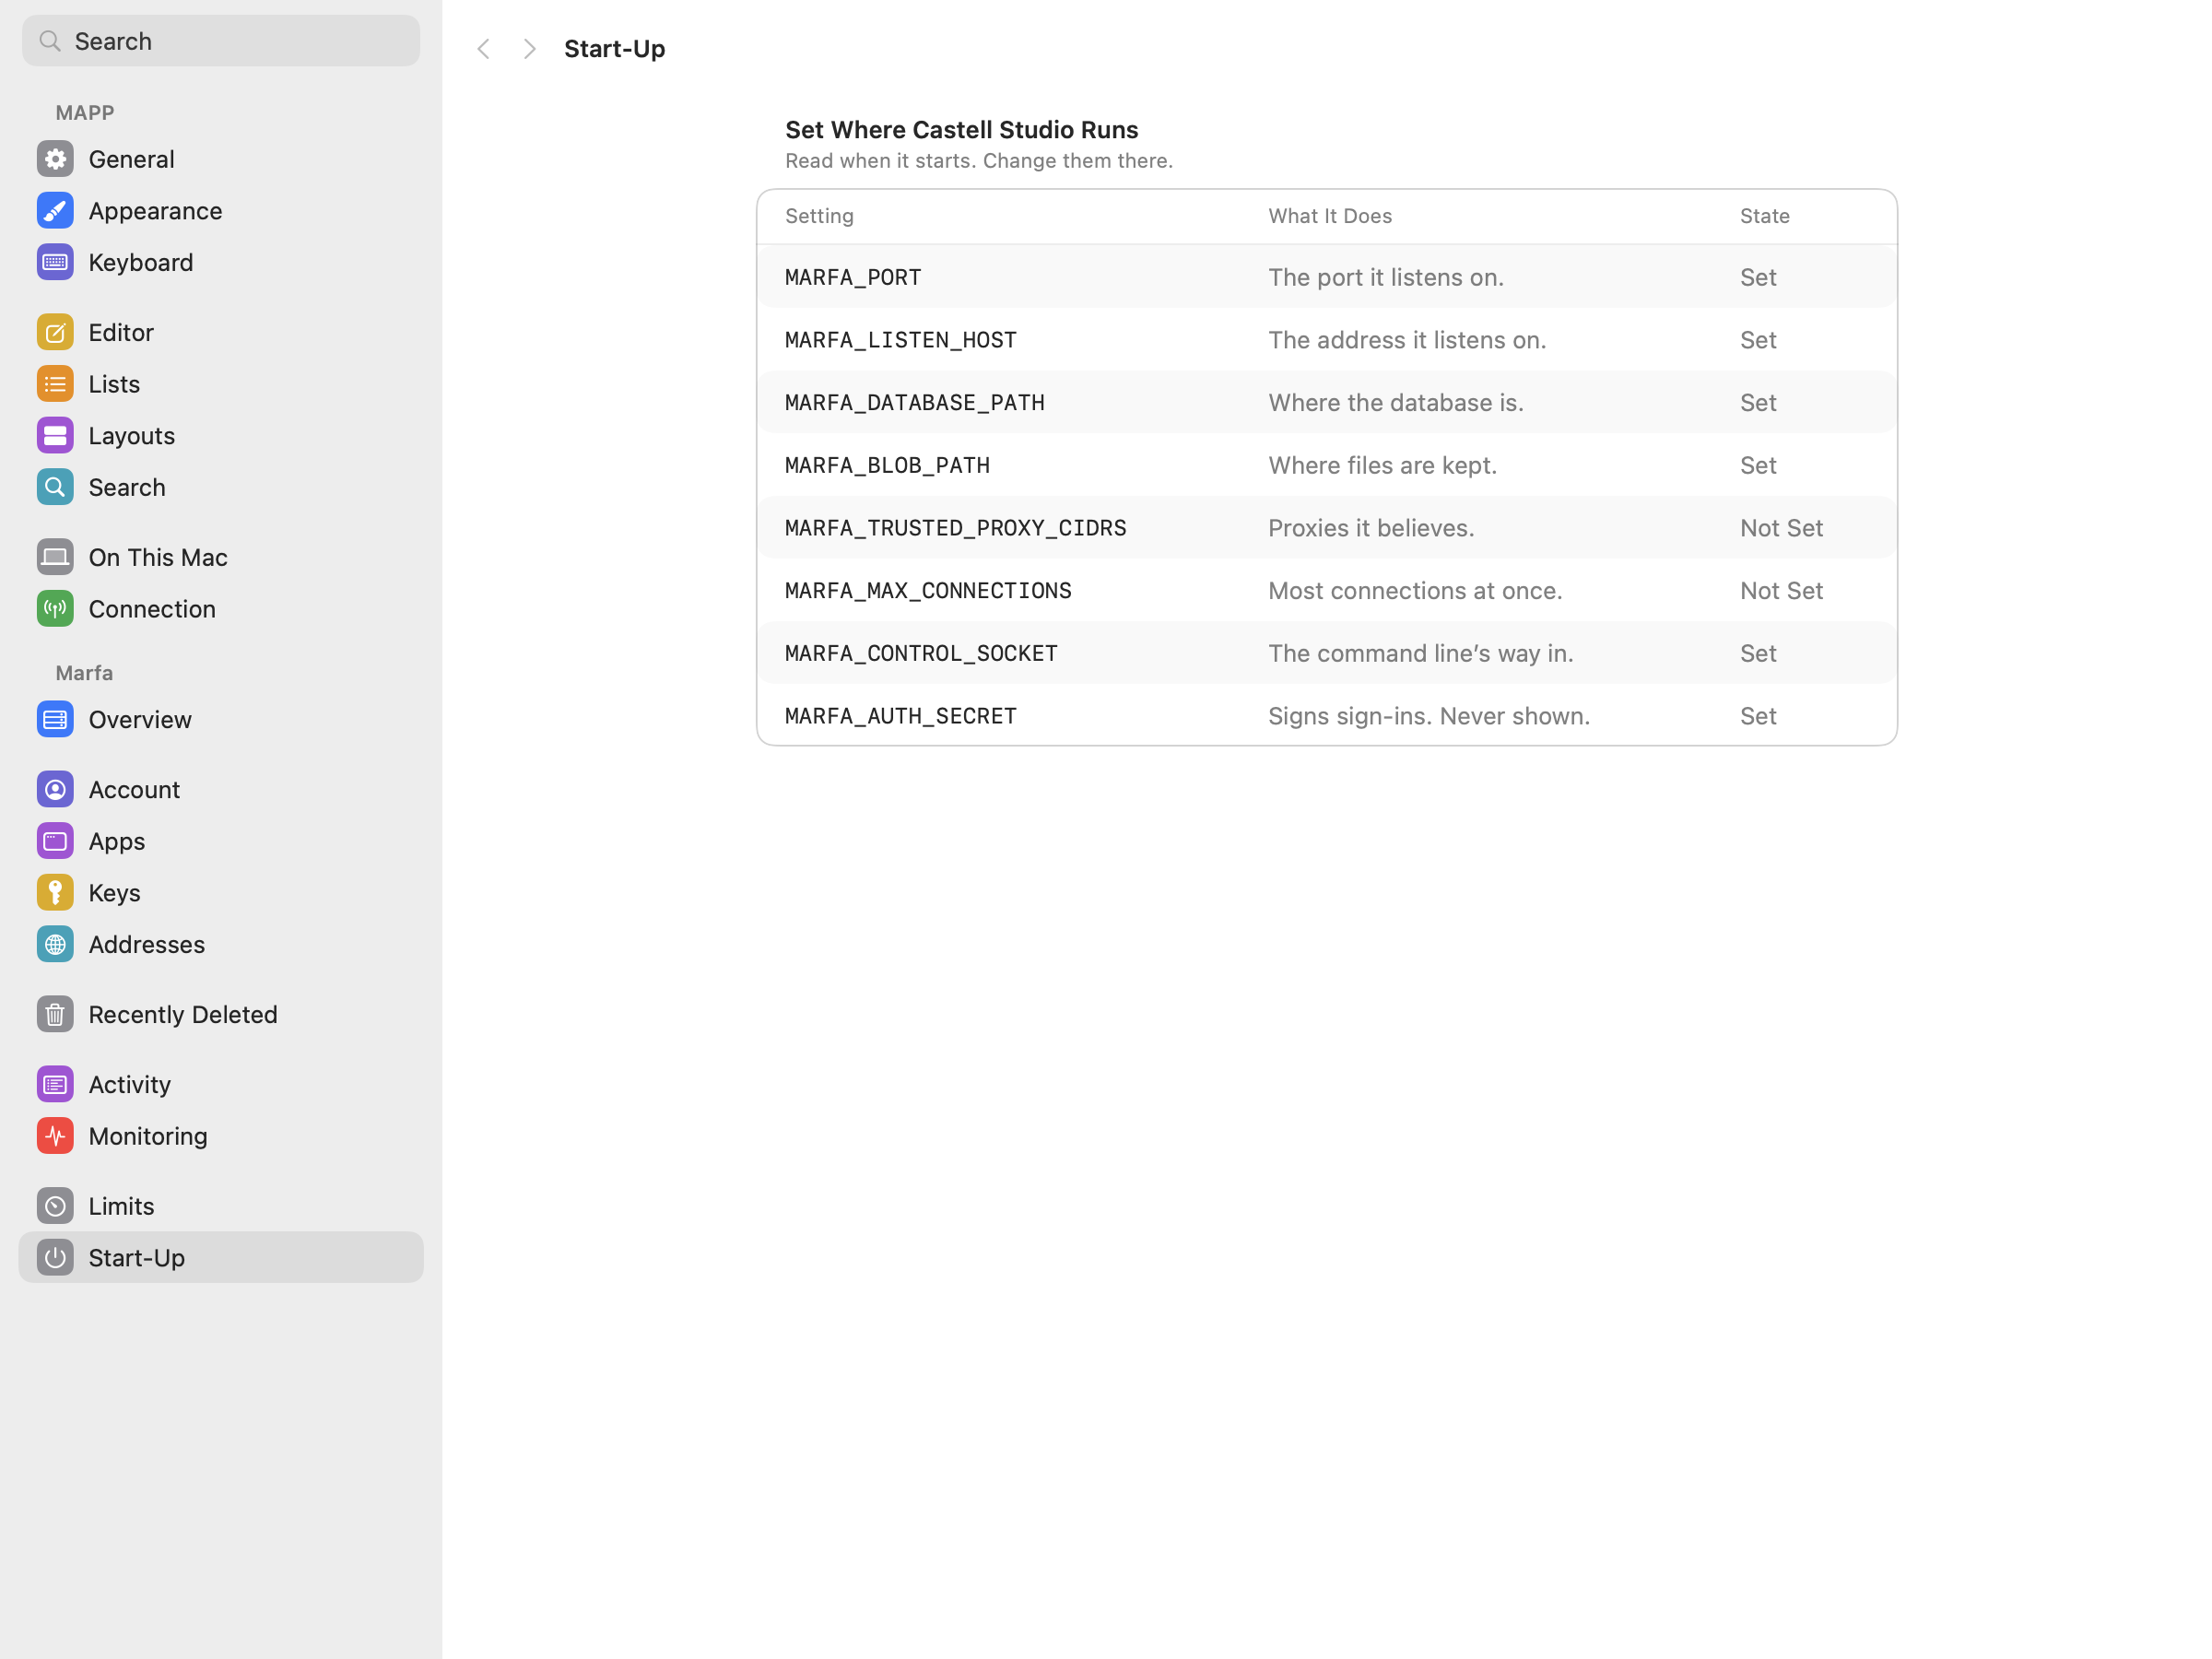 Search
MAPP
General
Appearance
Keyboard
Editor
Lists
Layouts
Search
On This Mac
Connection
Marfa
Overview
Account
Apps
Keys
Addresses
Recently Deleted
Activity
Monitoring
Limits
Start-Up
Start-Up
Set Where Castell Studio Runs
Read when it starts. Change them there.
Setting What It Does State
MARFA_PORT The port it listens on. Set
MARFA_LISTEN_HOST The address it listens on. Set
MARFA_DATABASE_PATH Where the database is. Set
MARFA_BLOB_PATH Where files are kept. Set
MARFA_TRUSTED_PROXY_CIDRS Proxies it believes. Not Set
MARFA_MAX_CONNECTIONS Most connections at once. Not Set
MARFA_CONTROL_SOCKET The command line’s way in. Set
MARFA_AUTH_SECRET Signs sign-ins. Never shown. Set